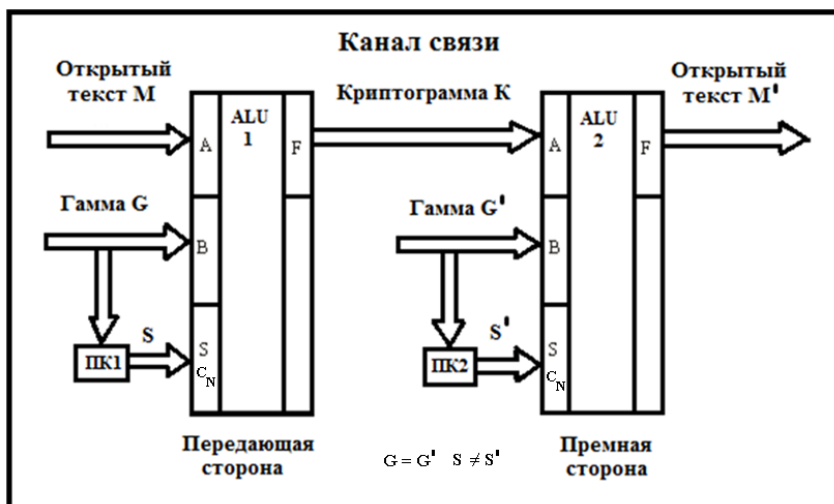 Канал связи
Открытый
текст М
Криптограмма К
Открытый
текст М'
A
ALU
1
F
A
ALU
2
F
Гамма G
B
Гамма G'
B
S
ПК1
S
C N
S'
ПК2
S
C N
Передающая
сторона
G = G' S ≠ S'
Премная
сторона